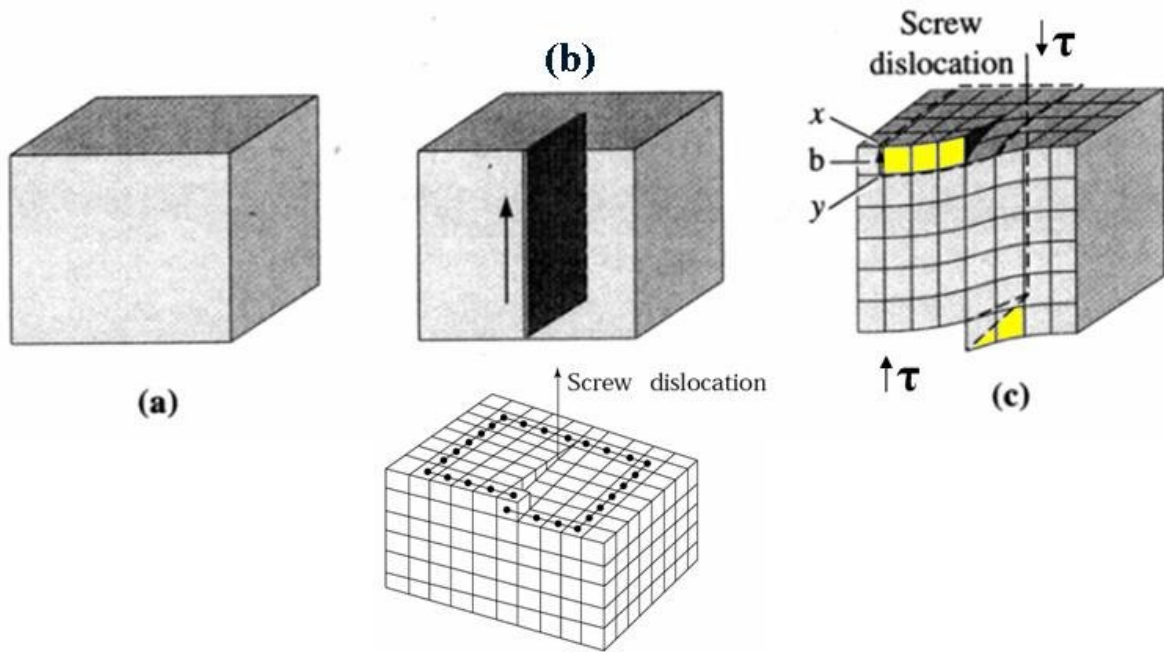 (b)
Screw
dislocation
↓τ
x
b
y
(a)
↑τ
(c)
Screw dislocation